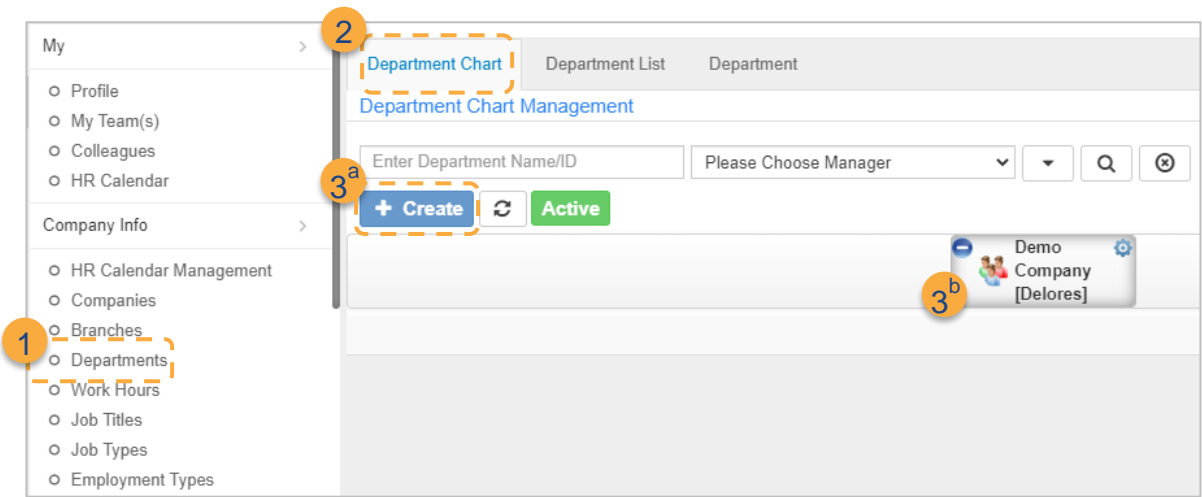 My
Profile
My Team(s)
Colleagues
HR Calendar
Company Info
HR Calendar Management
Companies
Branches
1
Departments
Work Hours
Job Titles
Job Types
Employment Types
2
Department Chart
Department List
Department
Department Chart Management
Enter Department Name/ID
Please Choose Manager
3a
+ Create
Active
Demo
Company
[Delores]
3b